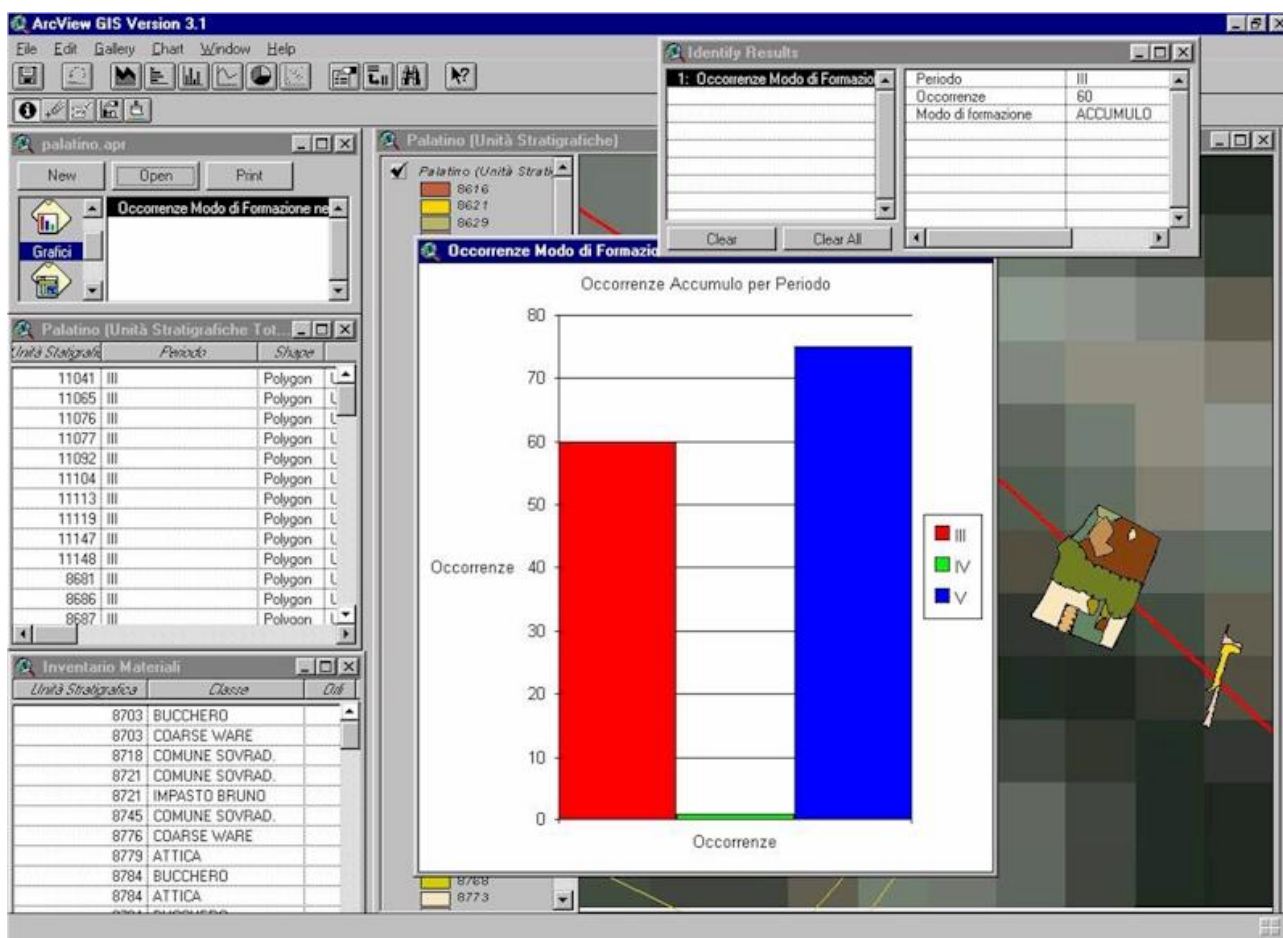 ArcView GIS Version 3.1
File Edit Gallery Chart Window Help
Identify Results
1: Occorrenze Modo di Formazio
Periodo III
Occorrenze 60
Modo di formazione ACCUMULO
Clear Clear All
palatino.apr
New Open Print
Occorrenze Modo di Formazione ne
Grafici
Palatino (Unità Stratigrafiche)
Palatino (Unità Strati
8616
8621
8629
8768
8773
Palatino (Unità Stratigrafiche Tot...
Unità Statigrafi Periodo Shape
11041 III Polygon U
11065 III Polygon U
11076 III Polygon U
11077 III Polygon U
11092 III Polygon U
11104 III Polygon U
11113 III Polygon U
11119 III Polygon U
11147 III Polygon U
11148 III Polygon U
8681 III Polygon U
8686 III Polygon U
8687 III Polygon
Inventario Materiali
Unità Stratigrafica Classe
8703 BUCCHERO
8703 COARSE WARE
8718 COMUNE SOVRAD.
8721 COMUNE SOVRAD.
8721 IMPASTO BRUNO
8745 COMUNE SOVRAD.
8776 COARSE WARE
8779 ATTICA
8784 BUCCHERO
8784 ATTICA
8784 BUCCHERO
Occorrenze Modo di Formazio
Occorrenze Accumulo per Periodo
80
70
60
50
Occorrenze 40
30
20
10
0
Occorrenze
III
IV
V